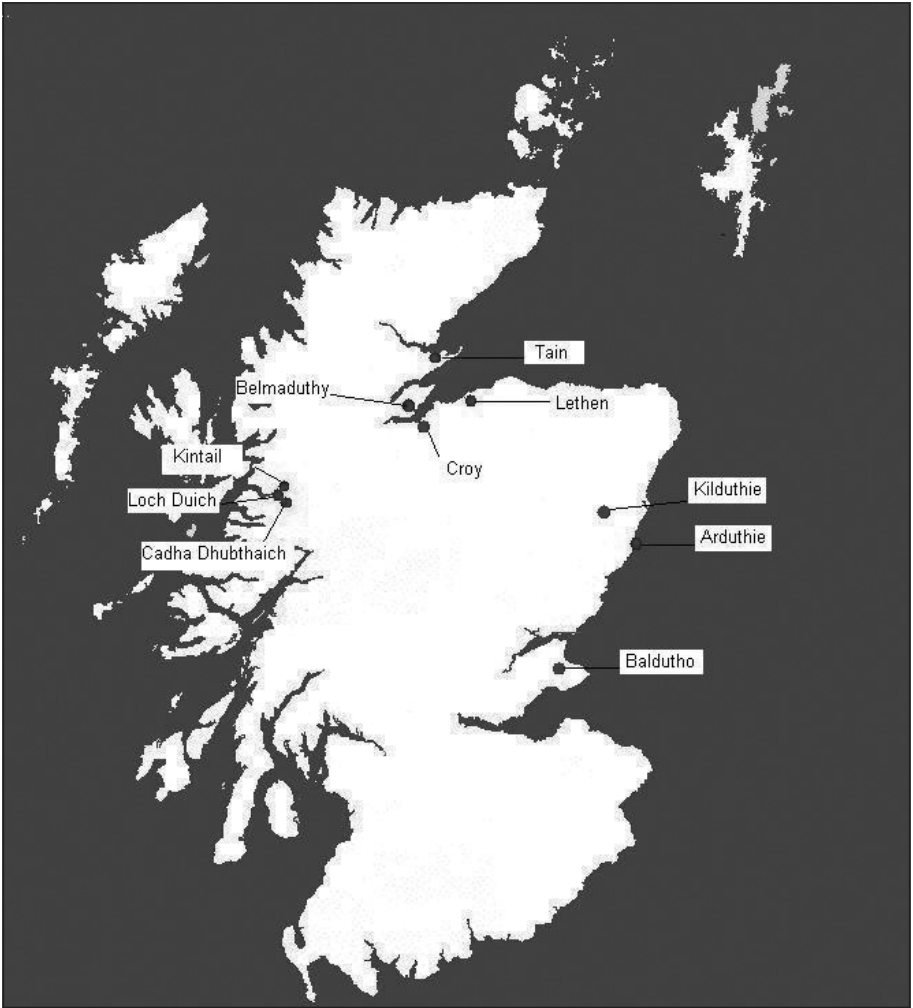 Tain
Belmaduthy
Lethen
Croy
Kintail
Kilduthie
Loch Duich
Arduthie
Cadha Dhubthaich
Baldutho